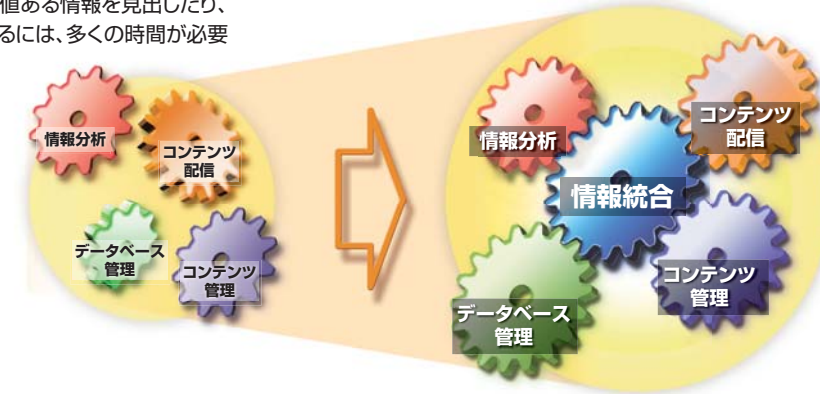 値ある情報を見出したり、
るには、多くの時間が必要
情報分析
コンテンツ
配信
データベース
管理
コンテンツ
管理
情報分析
コンテンツ
配信
情報統合
データベース
管理
コンテンツ
管理